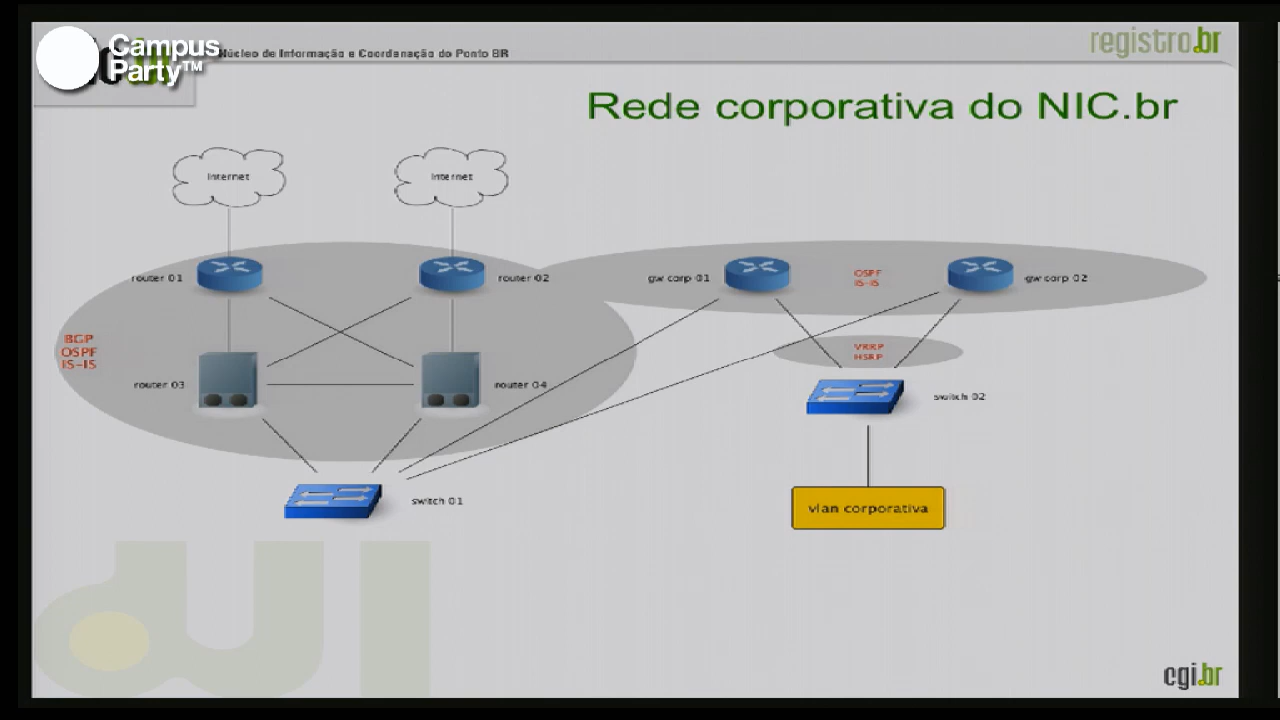 Campus
Party™
Núcleo de Informação e Coordenação do Ponto BR
registro.br
Rede corporativa do NIC.br
Internet
Internet
router 01
router 02
gw corp 01
OSPF
IS-IS
gw corp 02
BGP
OSPF
IS-IS
VRRP
HSRP
router 03
router 04
switch 02
switch 01
vlan corporativa
cgi.br